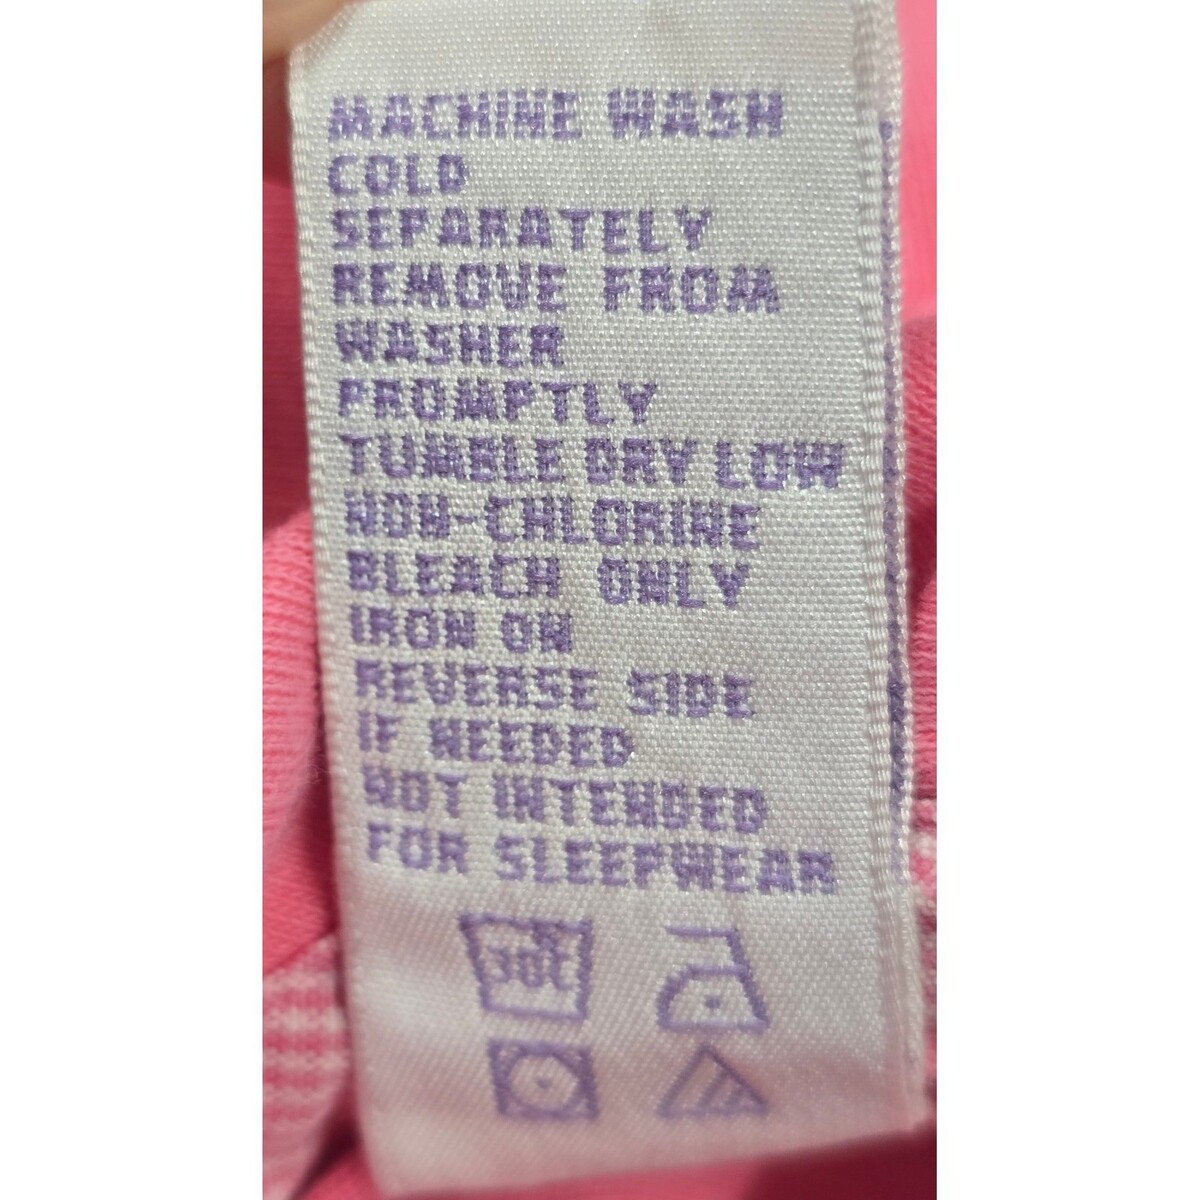 MACHINE WASH
COLD
SEPARATELY
REMOVE FROM
WASHER
PROMPTLY
TUMBLE DRY LOW
NON-CHLORINE
BLEACH ONLY
IRON ON
REVERSE SIDE
IF NEEDED
NOT INTENDED
FOR SLEEPWEAR
30C